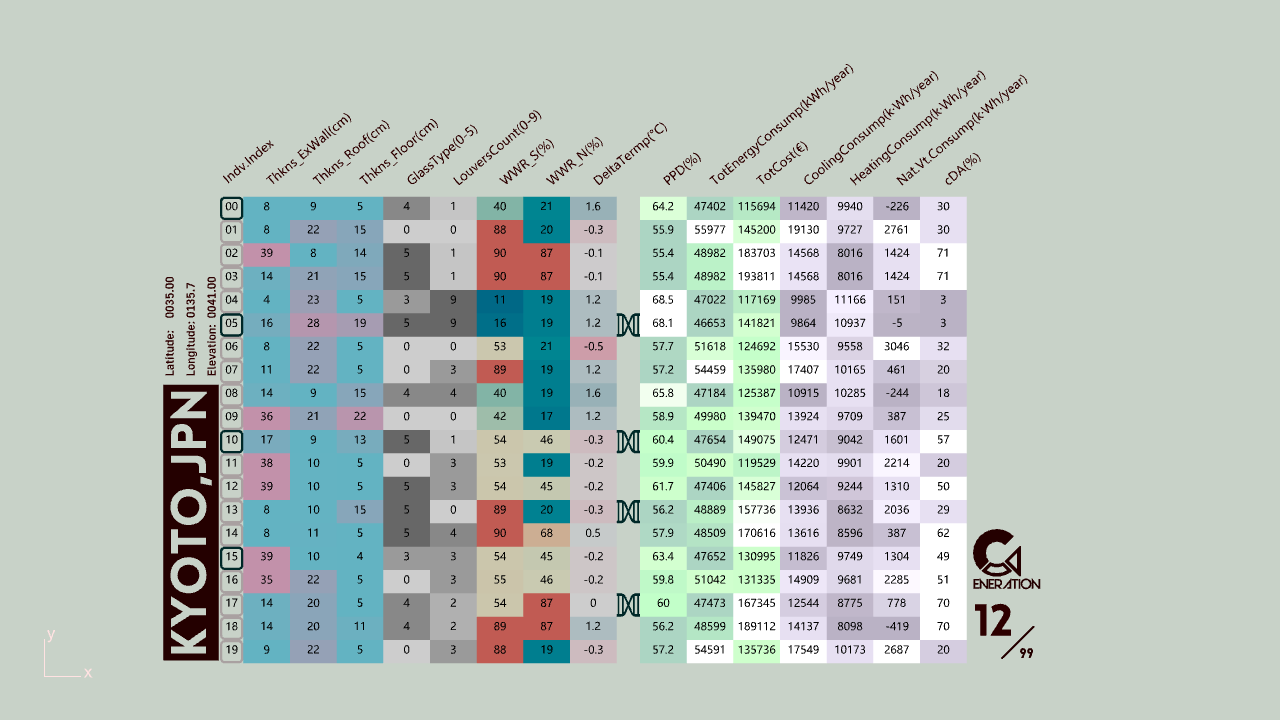 Indv.Index Thkns_ExWall(cm) Thkns_Roof(cm) Thkns_Floor(cm) GlassType(0-5) LouversCount(0-9) WWR_S(%) WWR_N(%) DeltaTermp(°C) PPD(%) TotEnergyConsump(kWh/year) TotCost(€) CoolingConsump(k·Wh/year) HeatingConsump(k·Wh/year) Nat.Vt.Consump(k·Wh/year) cDA(%)
00 8 9 5 4 1 40 21 1.6 64.2 47402 115694 11420 9940 -226 30
01 8 22 15 0 0 88 20 -0.3 55.9 55977 145200 19130 9727 2761 30
02 39 8 14 5 1 90 87 -0.1 55.4 48982 183703 14568 8016 1424 71
03 14 21 15 5 1 90 87 -0.1 55.4 48982 193811 14568 8016 1424 71
04 4 23 5 3 9 11 19 1.2 68.5 47022 117169 9985 11166 151 3
05 16 28 19 5 9 16 19 1.2 68.1 46653 141821 9864 10937 -5 3
06 8 22 5 0 0 53 21 -0.5 57.7 51618 124692 15530 9558 3046 32
07 11 22 5 0 3 89 19 1.2 57.2 54459 135980 17407 10165 461 20
08 14 9 15 4 4 40 19 1.6 65.8 47184 125387 10915 10285 -244 18
09 36 21 22 0 0 42 17 1.2 58.9 49980 139470 13924 9709 387 25
10 17 9 13 5 1 54 46 -0.3 60.4 47654 149075 12471 9042 1601 57
11 38 10 5 0 3 53 19 -0.2 59.9 50490 119529 14220 9901 2214 20
12 39 10 5 5 3 54 45 -0.2 61.7 47406 145827 12064 9244 1310 50
13 8 10 15 5 0 89 20 -0.3 56.2 48889 157736 13936 8632 2036 29
14 8 11 5 5 4 90 68 0.5 57.9 48509 170616 13616 8596 387 62
15 39 10 4 3 3 54 45 -0.2 63.4 47652 130995 11826 9749 1304 49
16 35 22 5 0 3 55 46 -0.2 59.8 51042 131335 14909 9681 2285 51
17 14 20 5 4 2 54 87 0 60 47473 167345 12544 8775 778 70
18 14 20 11 4 2 89 87 1.2 56.2 48599 189112 14137 8098 -419 70
19 9 22 5 0 3 88 19 -0.3 57.2 54591 135736 17549 10173 2687 20
Latitude: 0035.00
Longitude: 0135.7
Elevation: 0041.00
KYOTO,JPN
G
ENERATION
12/99
y
x